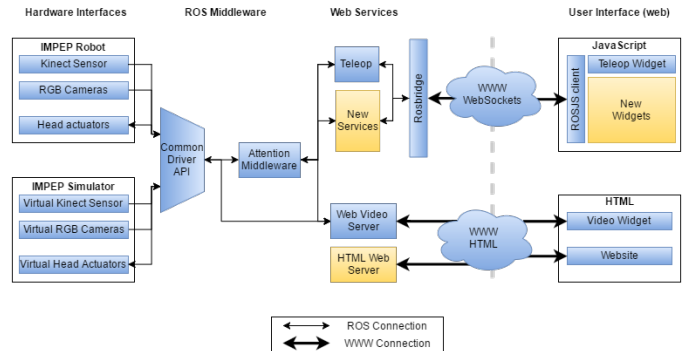 Hardware Interfaces
ROS Middleware
Web Services
User Interface (web)
IMPEP Robot
Kinect Sensor
RGB Cameras
Head actuators
IMPEP Simulator
Virtual Kinect Sensor
Virtual RGB Cameras
Virtual Head Actuators
Common
Driver
API
Attention
Middleware
Teleop
New
Services
Rosbridge
Web Video
Server
HTML Web
Server
WWW
WebSockets
WWW
HTML
JavaScript
ROSJS client
Teleop Widget
New
Widgets
HTML
Video Widget
Website
ROS Connection
WWW Connection